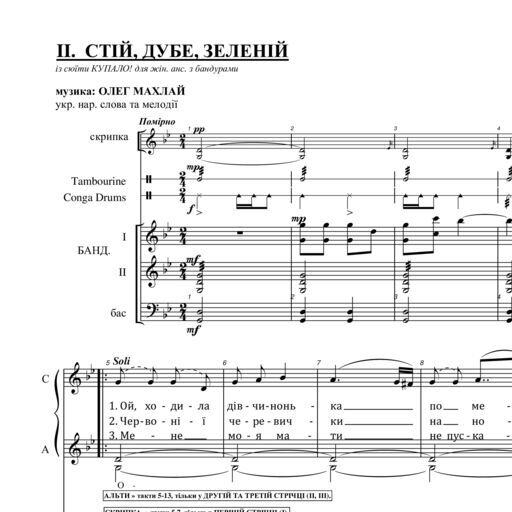 II. СТІЙ, ДУБЕ, ЗЕЛЕНІЙ
із сюїти КУПАЛО! для жін. анс. з бандурами
музика: ОЛЕГ МАХЛАЙ
укр. нар. слова та мелодії
Помірно
1 pp 2 3
скрипка
mp
Tambourine
Conga Drums
f
mp
I
БАНД.
mf
II
1 2 3
бас
mf
Soli
5 6 7 8
С
1. Ой, хо - ди - ла дів - чи - нонь - ка по ме -
2. Чер - во - ні - ї че - ре - вич - ки на но -
3. Ме - не мо - я ма - ти не пус - ка -
А
О -
АЛЬТИ » такти 5-13, тільки у ДРУГІЙ ТА ТРЕТІЙ СТРІЧЦІ (II, III).